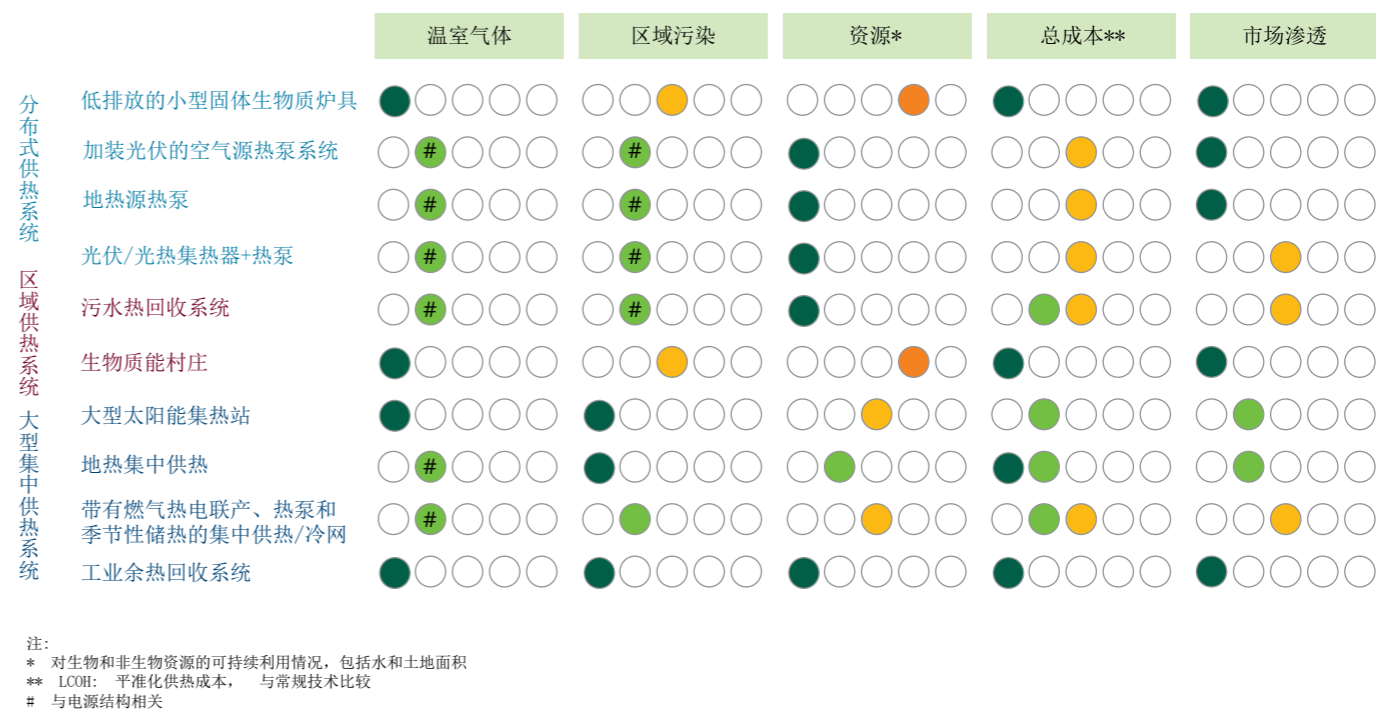 温室气体 区域污染 资源* 总成本** 市场渗透
分布式供热系统
低排放的小型固体生物质炉具
加装光伏的空气源热泵系统 # #
地热源热泵 # #
光伏/光热集热器+热泵 # #
区域供热系统
污水热回收系统 # #
生物质能村庄
大型集中供热系统
大型太阳能集热站
地热集中供热 #
带有燃气热电联产、热泵和 #
季节性储热的集中供热/冷网
工业余热回收系统
注:
* 对生物和非生物资源的可持续利用情况，包括水和土地面积
** LCOH: 平准化供热成本， 与常规技术比较
# 与电源结构相关